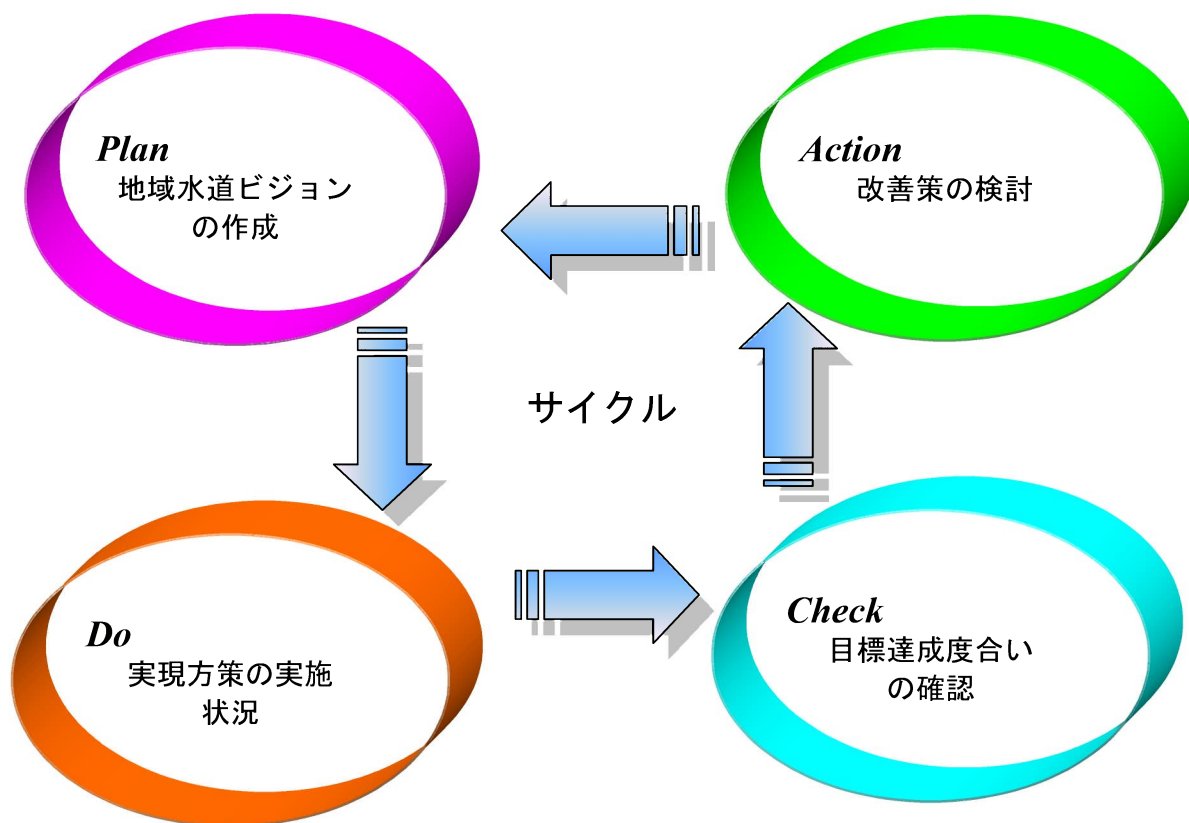 Plan
地域水道ビジョン
の作成
Action
改善策の検討
サイクル
Do
実現方策の実施
状況
Check
目標達成度合い
の確認